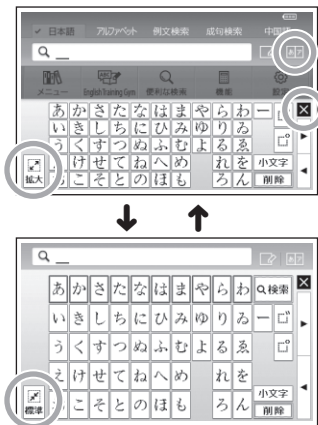 ✓ 日本語 アルファベット 例文検索 成句検索 中国語
あア
メニュー English Training Gym 便利な検索 機能 設定
あ か さ た な は ま や ら わ ー ゛
い き し ち に ひ み ゆ り ゐ
う く す つ ぬ ふ む よ る ゑ ゜
け せ て ね へ め れ を 小文字
こ そ と の ほ も ろ ん 削除
拡大
あア
あ か さ た な は ま や ら わ 検索
い き し ち に ひ み ゆ り ゐ ー ゛
う く す つ ぬ ふ む よ る ゑ ゜
え け せ て ね へ め れ を 小文字
こ そ と の ほ も ろ ん 削除
標準